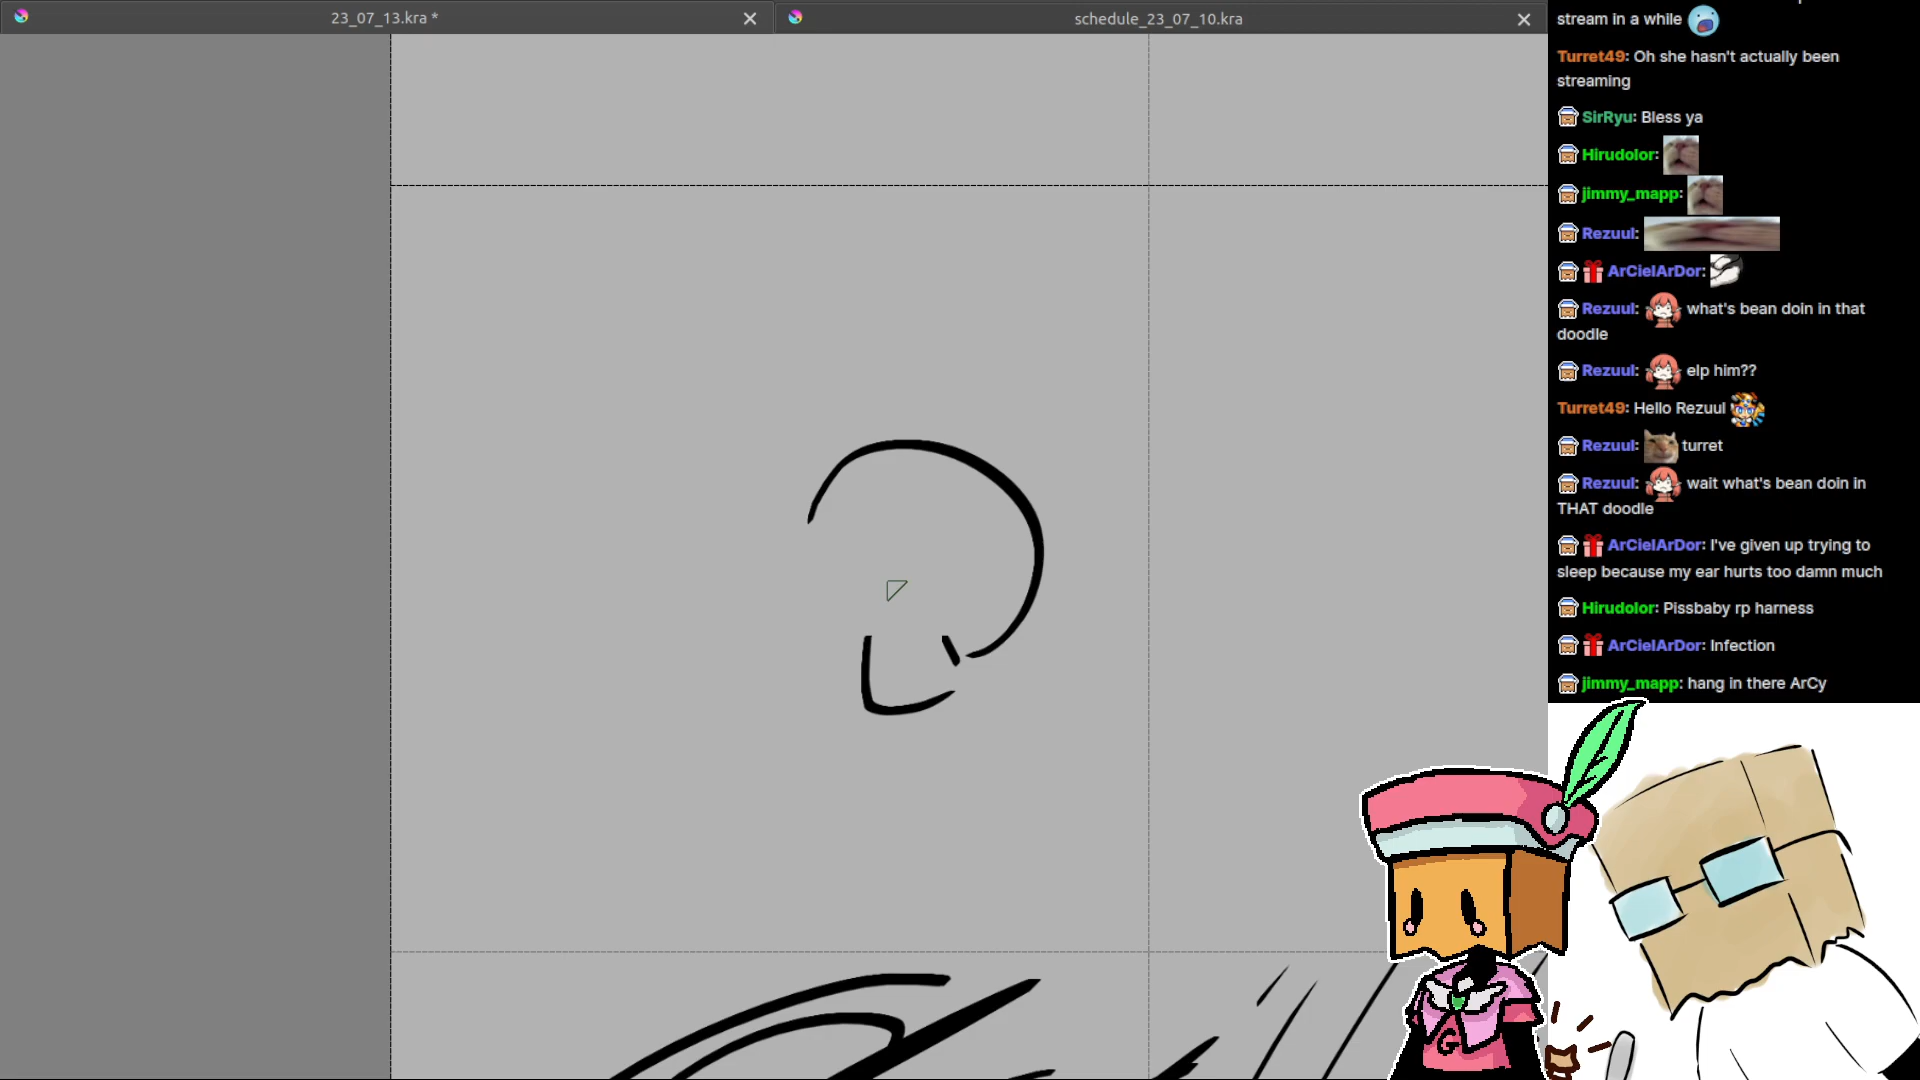 23_07_13.kra *
schedule_23_07_10.kra
stream in a while
Turret49: Oh she hasn't actually been
streaming
SirRyu: Bless ya
Hirudolor:
jimmy_mapp:
Rezuul:
ArCielArDor:
Rezuul: what's bean doin in that
doodle
Rezuul: elp him??
Turret49: Hello Rezuul
Rezuul: turret
Rezuul: wait what's bean doin in
THAT doodle
ArCielArDor: I've given up trying to
sleep because my ear hurts too damn much
Hirudolor: Pissbaby rp harness
ArCielArDor: Infection
jimmy_mapp: hang in there ArCy
G